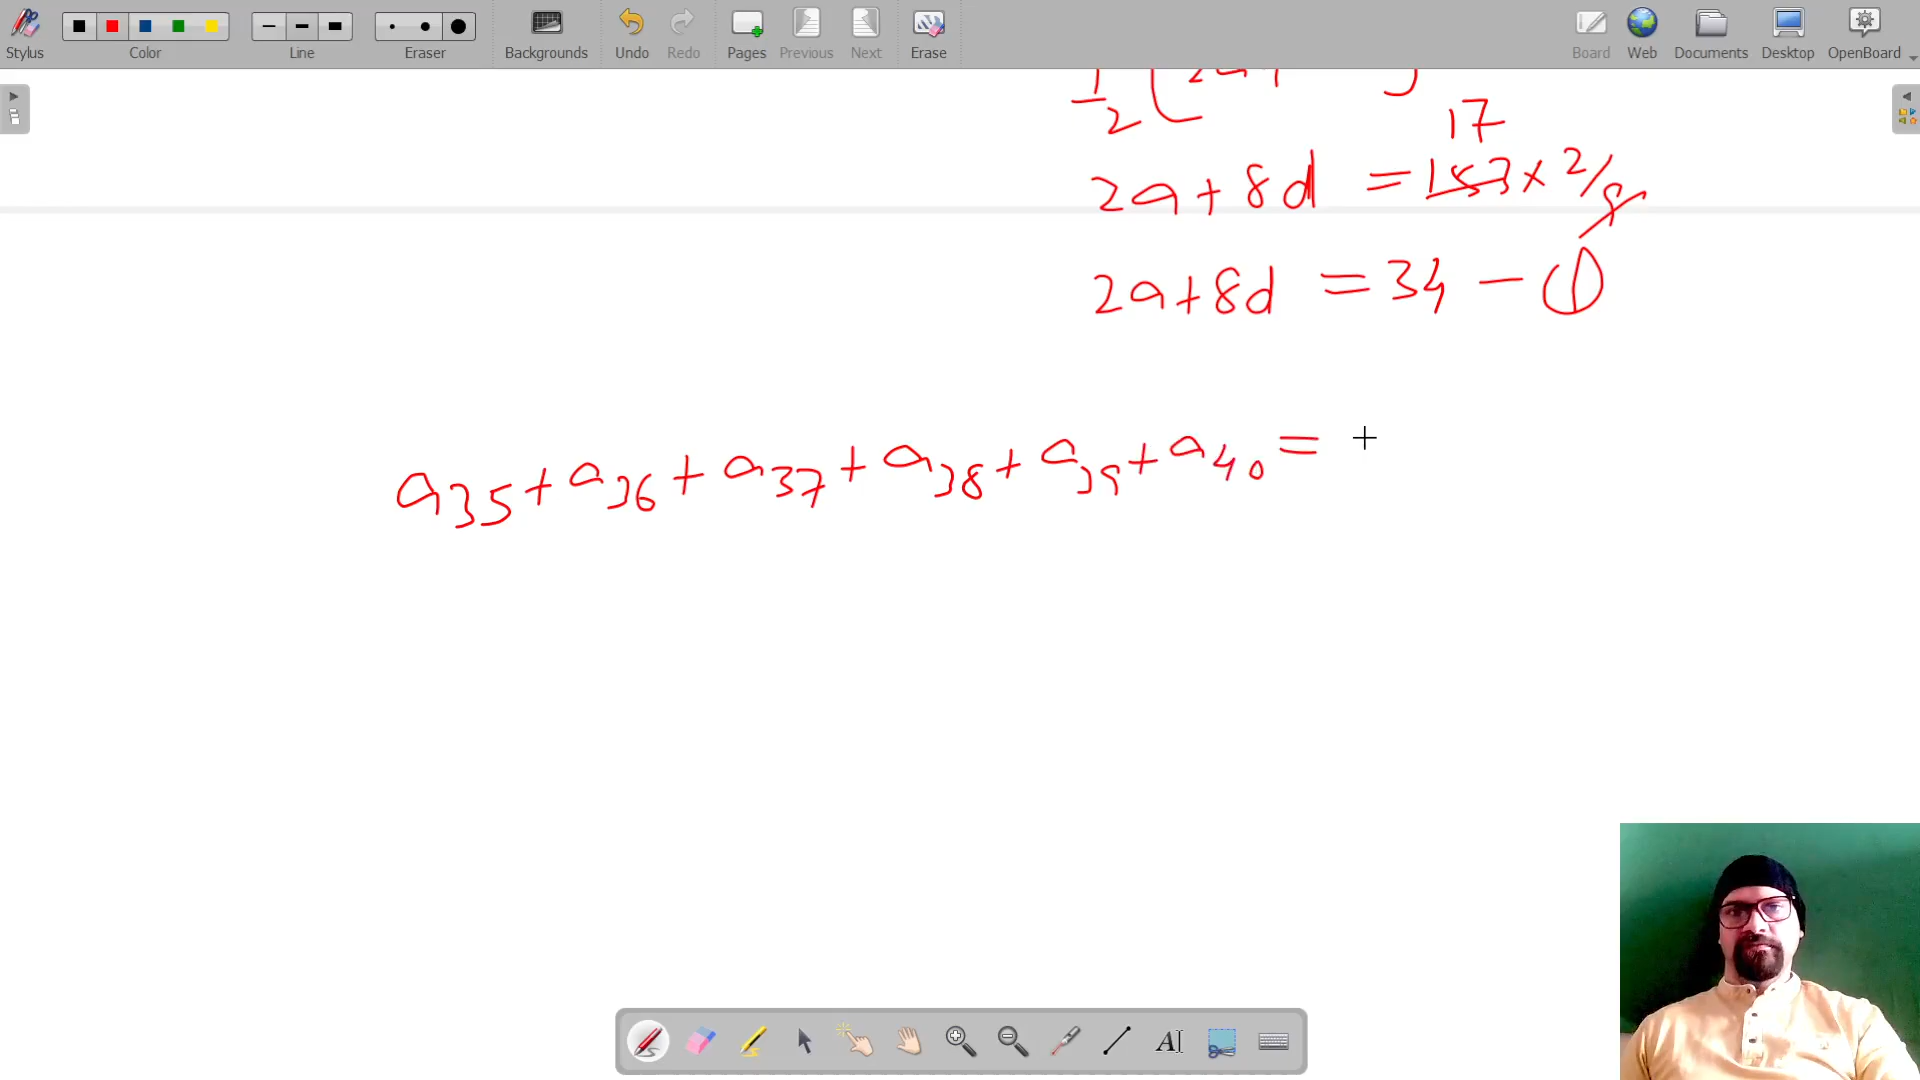 Stylus Color Line Eraser Backgrounds Undo Redo Pages Previous Next Erase Board Web Documents Desktop OpenBoard
2
17
2a+8d = 153 × 2/9
2a+8d = 34 - ①
a35 + a36 + a37 + a38 + a39 + a40 =